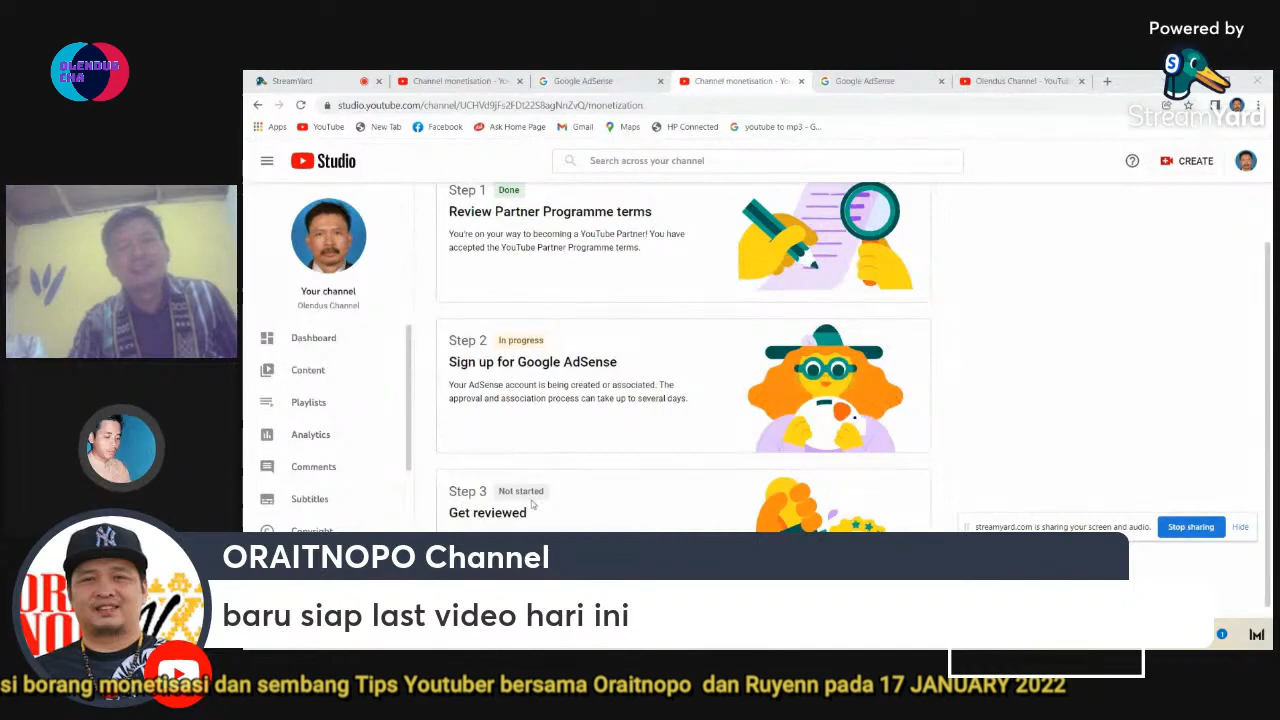 Powered by
StreamYard
OLENDUS
CHA
StreamYard
Channel monetisation - Yo
Google AdSense
Channel monetisation - Yo
Google AdSense
Olendus Channel - YouTu
studio.youtube.com/channel/UCHVd9jFs2FDt22S8agNnZvQ/monetization
Apps
YouTube
New Tab
Facebook
Ask Home Page
Gmail
Maps
HP Connected
youtube to mp3 - G...
Studio
Search across your channel
CREATE
Step 1 Done
Review Partner Programme terms
You're on your way to becoming a YouTube Partner! You have
accepted the YouTube Partner Programme terms.
Your channel
Olendus Channel
Dashboard
Content
Playlists
Analytics
Comments
Subtitles
Copyright
Step 2 In progress
Sign up for Google AdSense
Your AdSense account is being created or associated. The
approval and association process can take up to several days.
Step 3 Not started
Get reviewed
streamyard.com is sharing your screen and audio.
Stop sharing
Hide
ORAITNOPO Channel
baru siap last video hari ini
si borang monetisasi dan sembang Tips Youtuber bersama Oraitnopo dan Ruyenn pada 17 JANUARY 2022